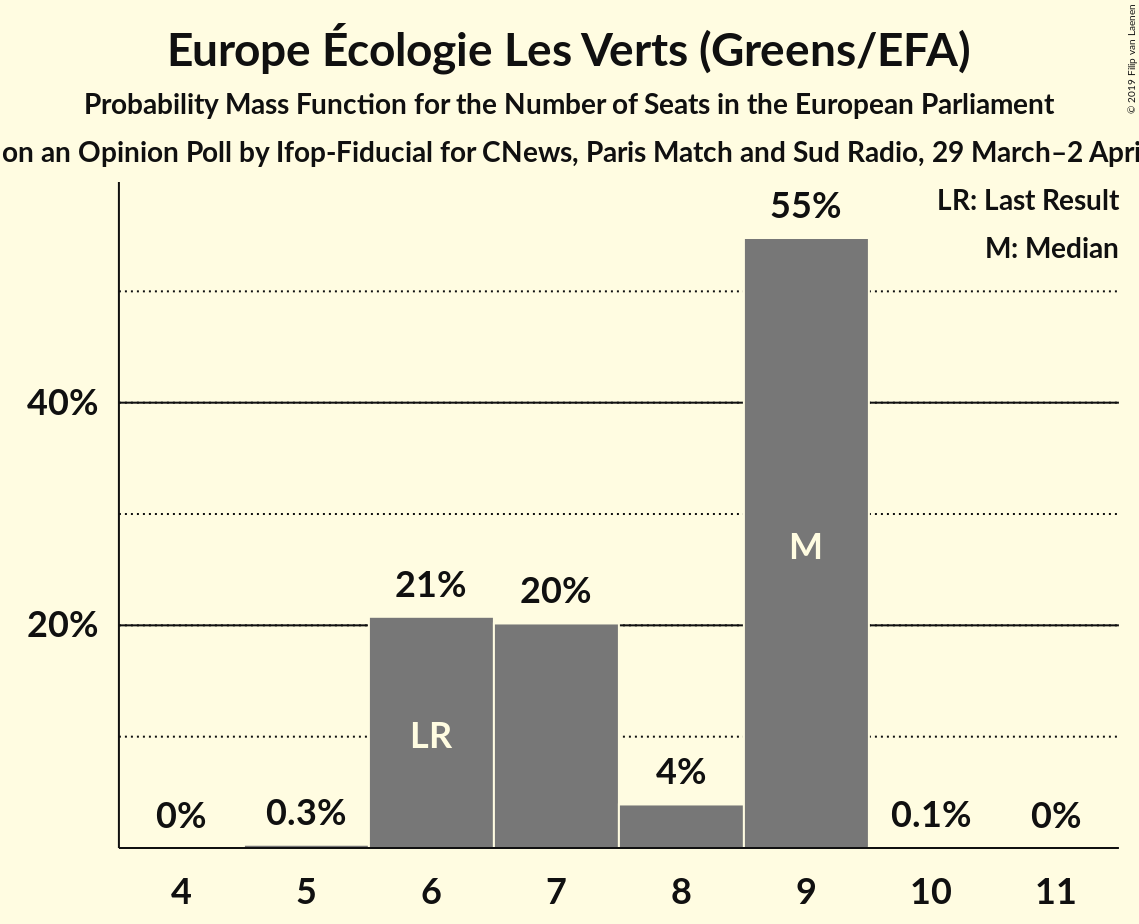 Europe Écologie Les Verts (Greens/EFA)
Probability Mass Function for the Number of Seats in the European Parliament
on an Opinion Poll by Ifop-Fiducial for CNews, Paris Match and Sud Radio, 29 March–2 Apri
© 2019 Filip van Laenen
LR: Last Result
M: Median
55%
40%
M
21%
20%
20%
LR
4%
0%
0.3%
0.1%
0%
4 5 6 7 8 9 10 11